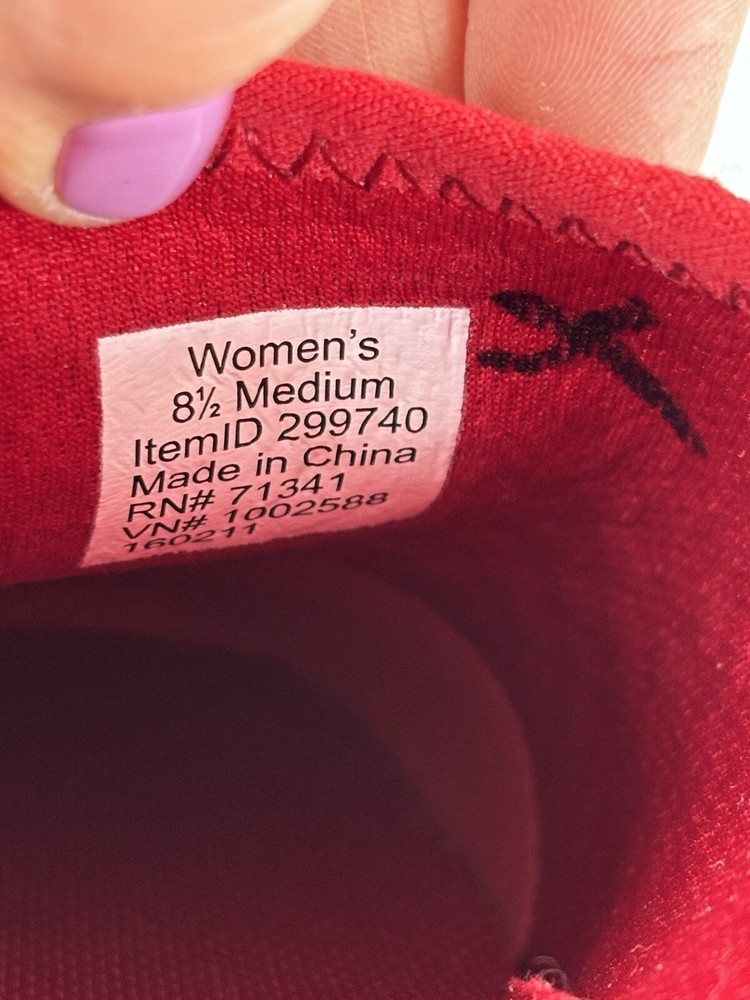 Women's
8½ Medium
ItemID 299740
Made in China
RN# 71341
VN# 1002588
160211